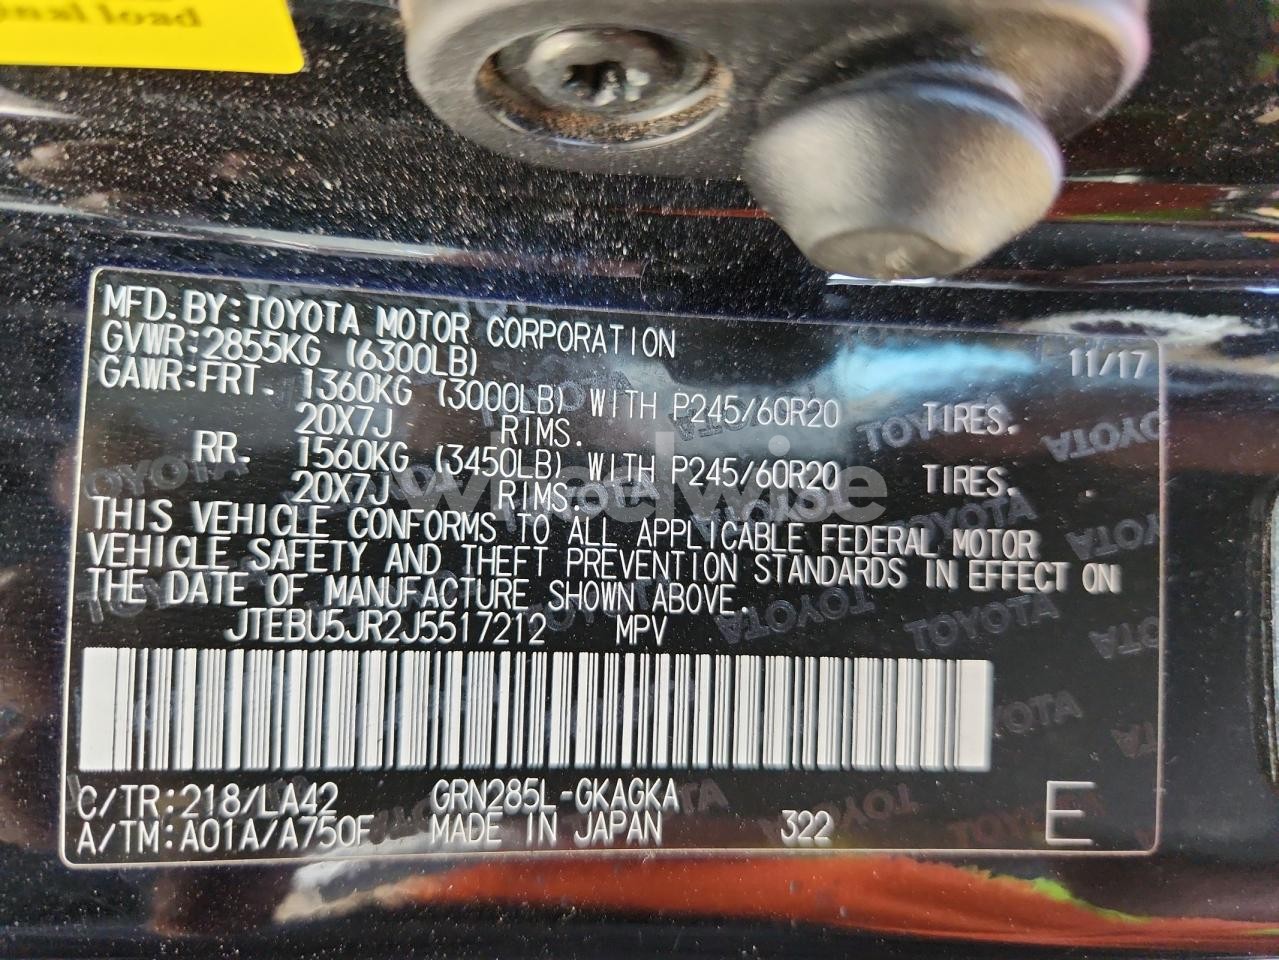 onal load
MFD. BY:TOYOTA MOTOR CORPORATION 11/17
GVWR:2855KG (6300LB)
GAWR:FRT. 1360KG (3000LB) WITH P245/60R20 TIRES.
20X7J RIMS.
RR. 1560KG (3450LB) WITH P245/60R20 TIRES.
20X7J RIMS.
wheelwise
THIS VEHICLE CONFORMS TO ALL APPLICABLE FEDERAL MOTOR
VEHICLE SAFETY AND THEFT PREVENTION STANDARDS IN EFFECT ON
THE DATE OF MANUFACTURE SHOWN ABOVE.
JTEBU5JR2J5517212 MPV
C/TR:218/LA42 GRN285L-GKAGKA
A/TM:A01A/A750F MADE IN JAPAN 322 E